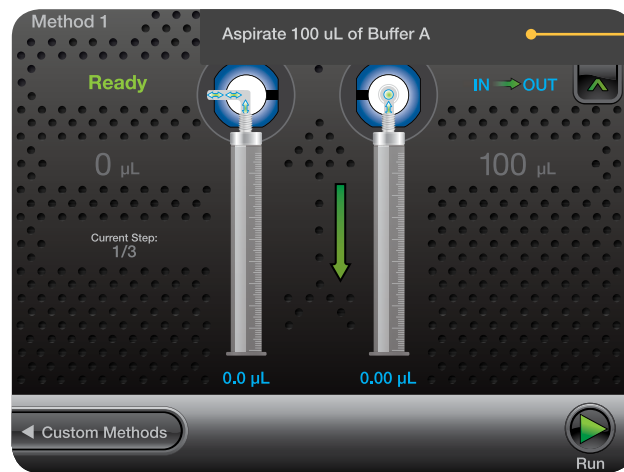 Method 1
Aspirate 100 uL of Buffer A
Ready
IN OUT
0 µL
100 µL
Current Step:
1/3
0.0 µL
0.00 µL
Custom Methods
Run